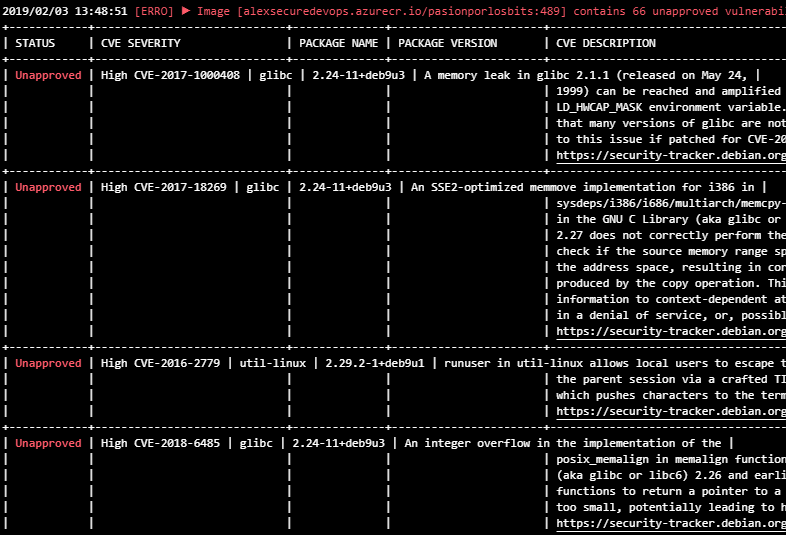 2019/02/03 13:48:51 [ERRO] ▶ Image [alexsecuredevops.azurecr.io/pasionporlosbits:489] contains 66 unapproved vulnerabil
| STATUS | CVE SEVERITY | PACKAGE NAME | PACKAGE VERSION | CVE DESCRIPTION
| Unapproved | High CVE-2017-1000408 | glibc | 2.24-11+deb9u3 | A memory leak in glibc 2.1.1 (released on May 24, |
| | | | | 1999) can be reached and amplified
| | | | | LD_HWCAP_MASK environment variable.
| | | | | that many versions of glibc are not
| | | | | to this issue if patched for CVE-20
| | | | | https://security-tracker.debian.org
| Unapproved | High CVE-2017-18269 | glibc | 2.24-11+deb9u3 | An SSE2-optimized memmove implementation for i386 in |
| | | | | sysdeps/i386/i686/multiarch/memcpy-
| | | | | in the GNU C Library (aka glibc or
| | | | | 2.27 does not correctly perform the
| | | | | check if the source memory range sp
| | | | | the address space, resulting in cor
| | | | | produced by the copy operation. Thi
| | | | | information to context-dependent at
| | | | | in a denial of service, or, possibl
| | | | | https://security-tracker.debian.org
| Unapproved | High CVE-2016-2779 | util-linux | 2.29.2-1+deb9u1 | runuser in util-linux allows local users to escape t
| | | | | the parent session via a crafted TI
| | | | | which pushes characters to the term
| | | | | https://security-tracker.debian.org
| Unapproved | High CVE-2018-6485 | glibc | 2.24-11+deb9u3 | An integer overflow in the implementation of the |
| | | | | posix_memalign in memalign function
| | | | | (aka glibc or libc6) 2.26 and earli
| | | | | functions to return a pointer to a
| | | | | too small, potentially leading to h
| | | | | https://security-tracker.debian.org